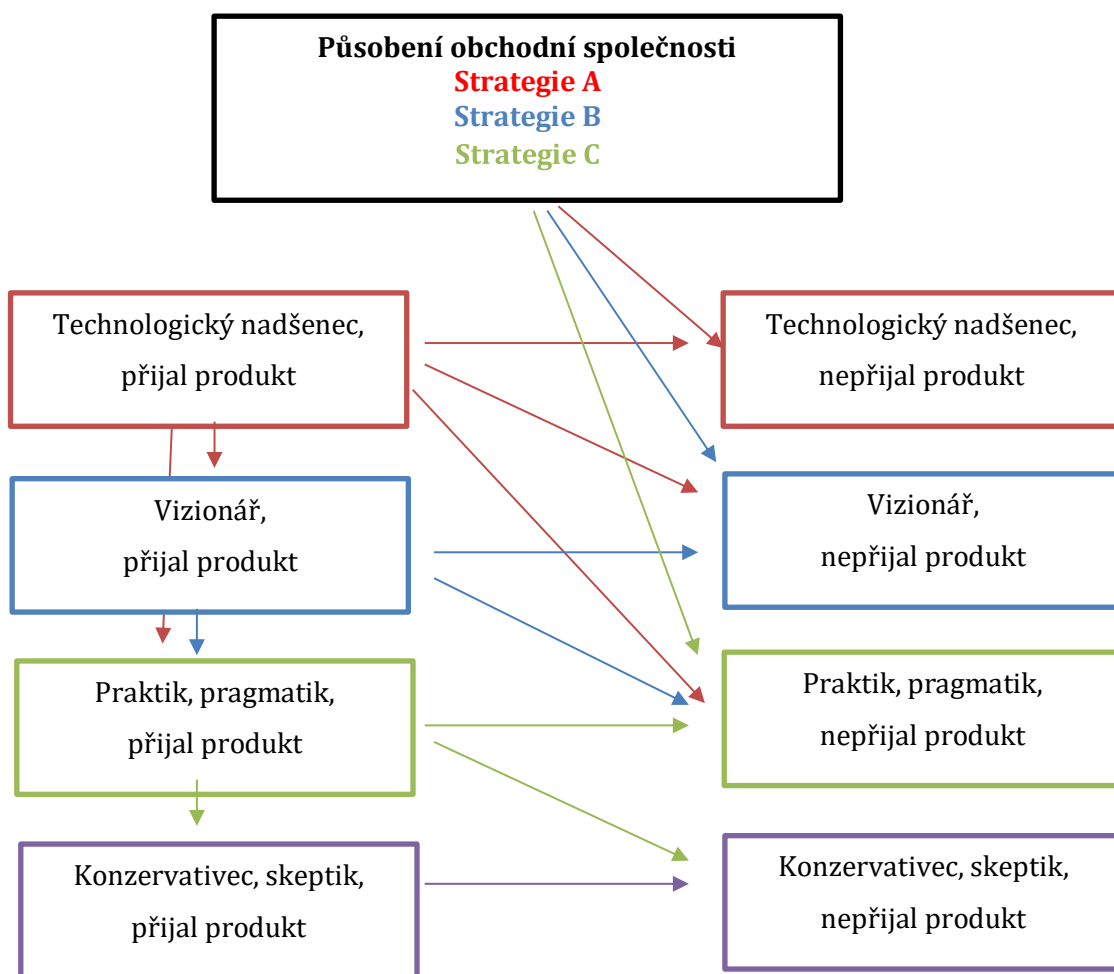 Působení obchodní společnosti
Strategie A
Strategie B
Strategie C
Technologický nadšenec,
přijal produkt
Technologický nadšenec,
nepřijal produkt
Vizionář,
přijal produkt
Vizionář,
nepřijal produkt
Praktik, pragmatik,
přijal produkt
Praktik, pragmatik,
nepřijal produkt
Konzervativec, skeptik,
přijal produkt
Konzervativec, skeptik,
nepřijal produkt